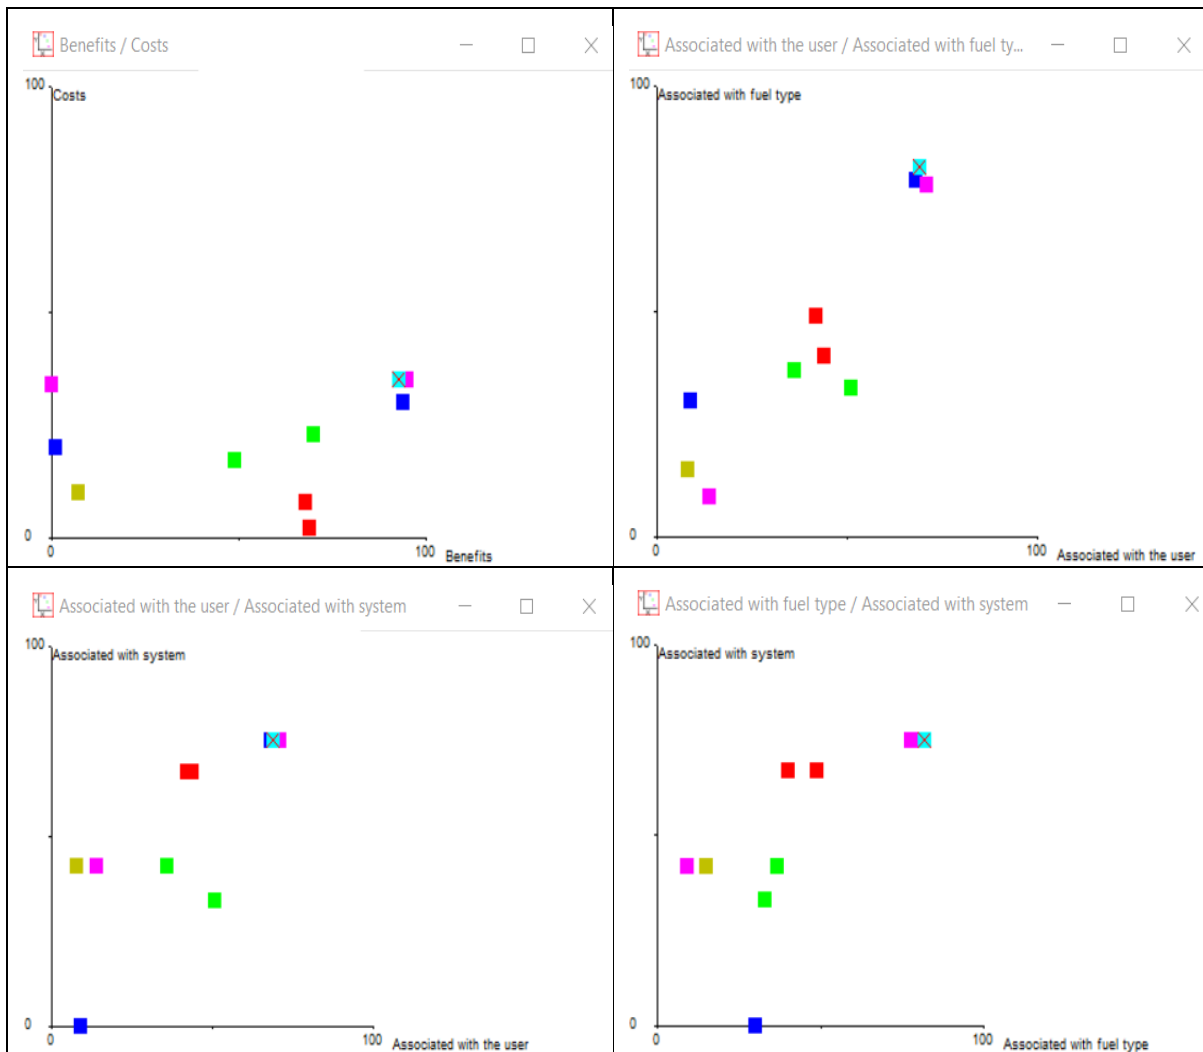 Benefits / Costs
100
Costs
0
0
100
Benefits
Associated with the user / Associated with fuel ty...
100
Associated with fuel type
0
0
100
Associated with the user
Associated with the user / Associated with system
100
Associated with system
0
0
100
Associated with the user
Associated with fuel type / Associated with system
100
Associated with system
0
0
100
Associated with fuel type